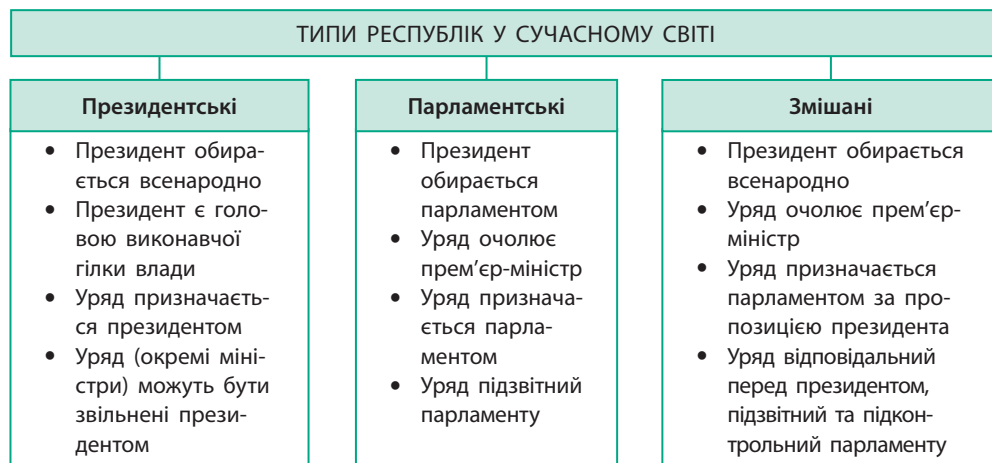 ТИПИ РЕСПУБЛІК У СУЧАСНОМУ СВІТІ
Президентські
• Президент обира-
ється всенародно
• Президент є голо-
вою виконавчої
гілки влади
• Уряд призначаєть-
ся президентом
• Уряд (окремі міні-
стри) можуть бути
звільнені прези-
дентом
Парламентські
• Президент
обирається
парламентом
• Уряд очолює
прем’єр-міністр
• Уряд признача-
ється парла-
ментом
• Уряд підзвітний
парламенту
Змішані
• Президент обирається
всенародно
• Уряд очолює прем’єр-
міністр
• Уряд призначається
парламентом за про-
позицією президента
• Уряд відповідальний
перед президентом,
підзвітний та підкон-
трольний парламенту